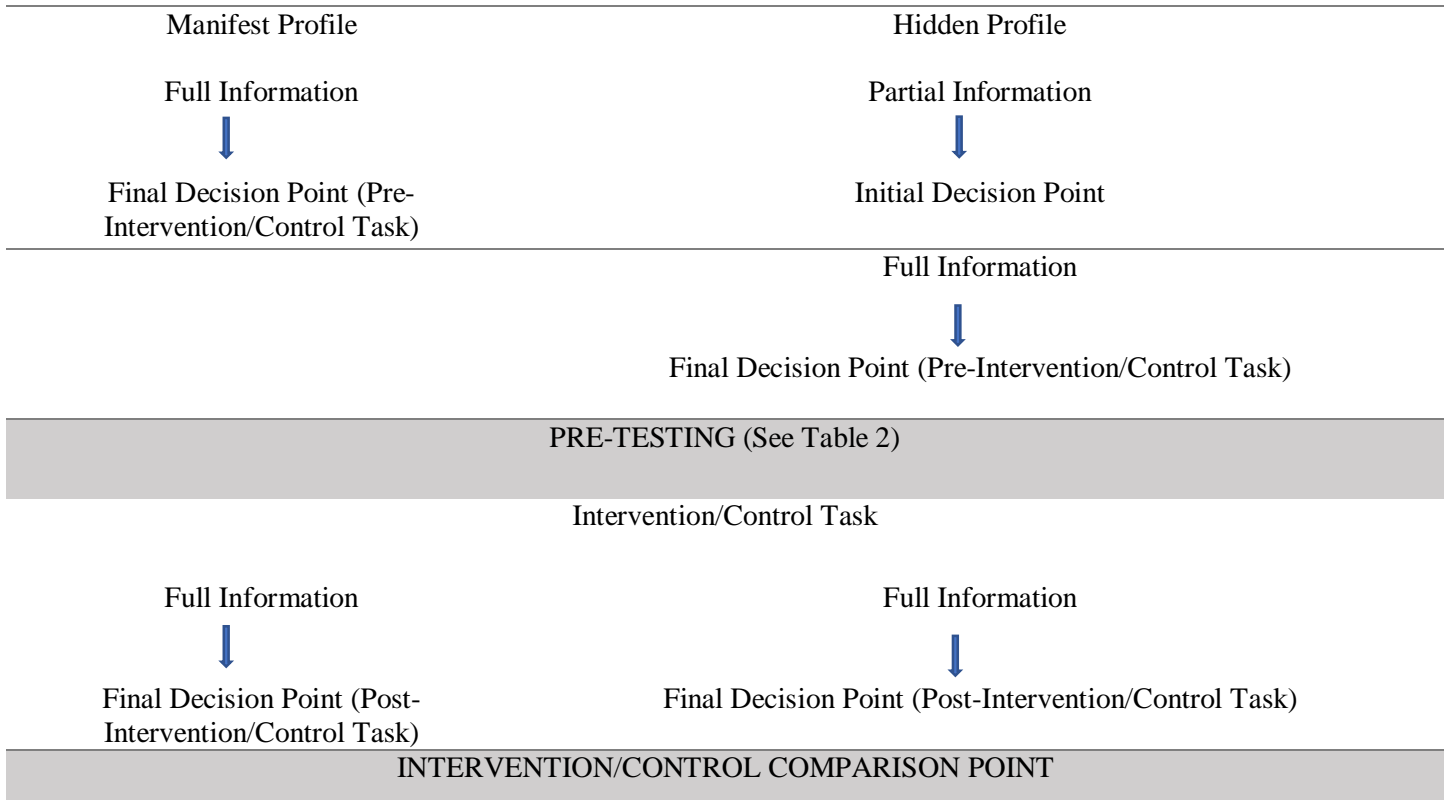 Manifest Profile
Hidden Profile
Full Information
Partial Information
Final Decision Point (Pre-
Intervention/Control Task)
Initial Decision Point
Full Information
Final Decision Point (Pre-Intervention/Control Task)
PRE-TESTING (See Table 2)
Intervention/Control Task
Full Information
Full Information
Final Decision Point (Post-
Intervention/Control Task)
Final Decision Point (Post-Intervention/Control Task)
INTERVENTION/CONTROL COMPARISON POINT